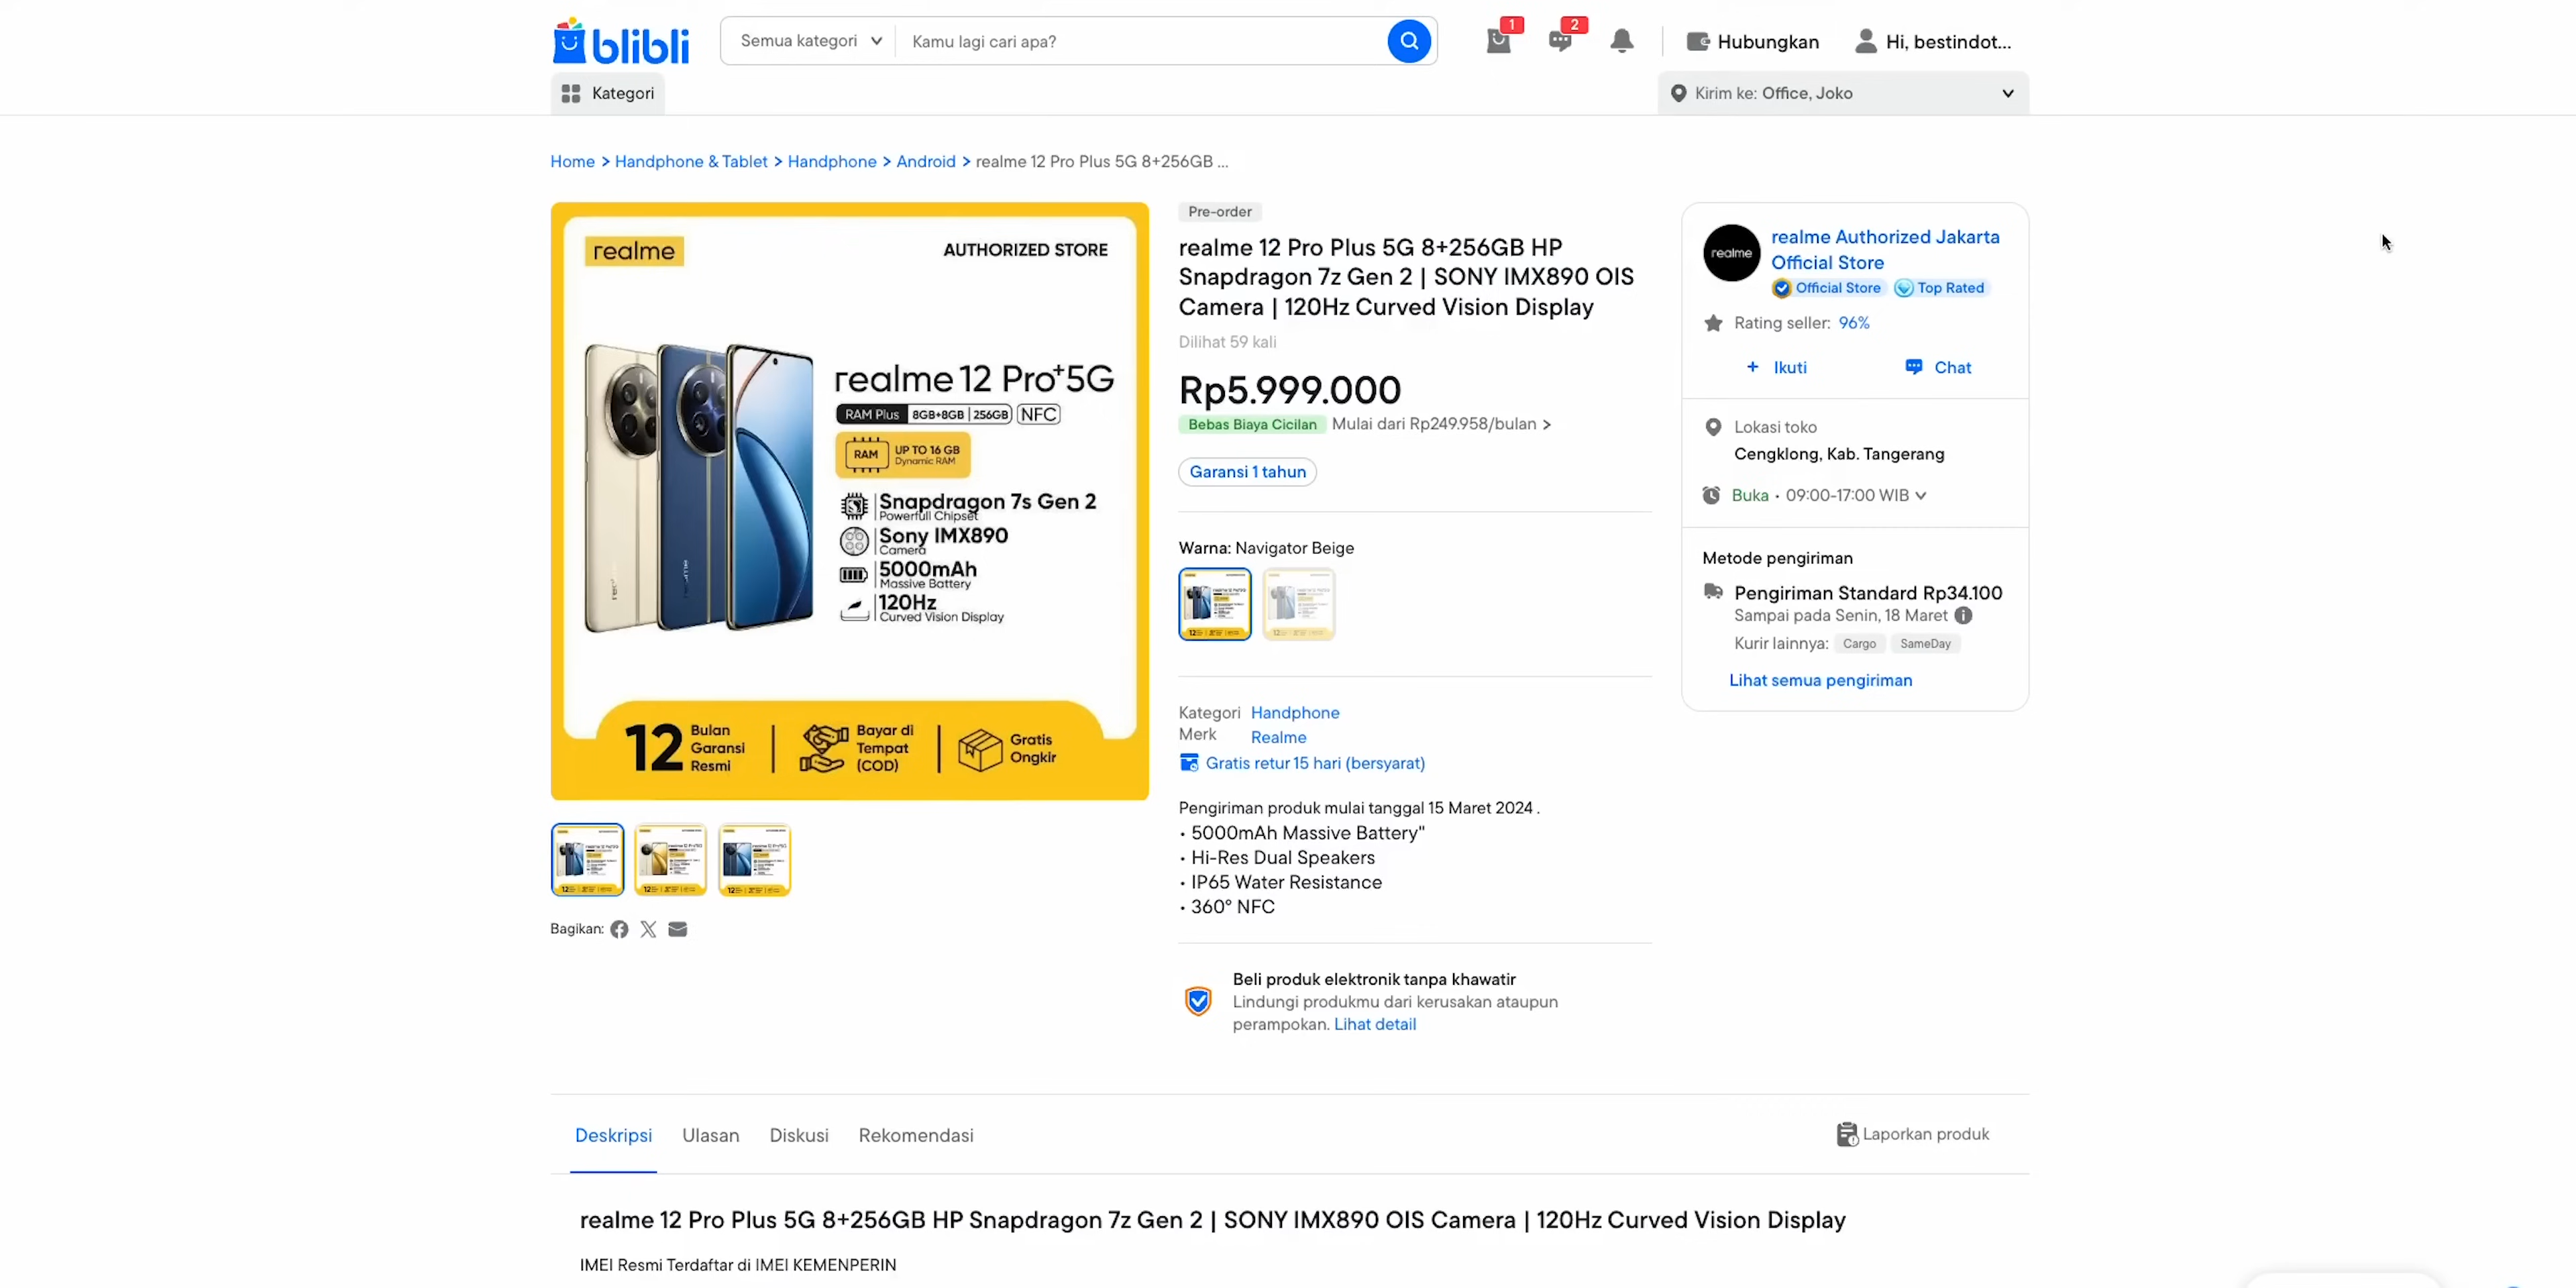 blibli
Semua kategori
Kamu lagi cari apa?
1
2
Hubungkan
Hi, bestindot...
Kategori
Kirim ke: Office, Joko
Home > Handphone & Tablet > Handphone > Android > realme 12 Pro Plus 5G 8+256GB ...
realme
AUTHORIZED STORE
realme 12 Pro+ 5G
RAM Plus 8GB+8GB 256GB NFC
RAM
UP TO 16 GB
Dynamic RAM
Snapdragon 7s Gen 2
Powerfull Chipset
Sony IMX890
Camera
5000mAh
Massive Battery
120Hz
Curved Vision Display
12
Bulan
Garansi
Resmi
Bayar di
Tempat
(COD)
Gratis
Ongkir
Bagikan:
Pre-order
realme 12 Pro Plus 5G 8+256GB HP
Snapdragon 7z Gen 2 | SONY IMX890 OIS
Camera | 120Hz Curved Vision Display
Dilihat 59 kali
Rp5.999.000
Bebas Biaya Cicilan Mulai dari Rp249.958/bulan >
Garansi 1 tahun
Warna: Navigator Beige
Kategori Handphone
Merk Realme
Gratis retur 15 hari (bersyarat)
Pengiriman produk mulai tanggal 15 Maret 2024 .
• 5000mAh Massive Battery"
• Hi-Res Dual Speakers
• IP65 Water Resistance
• 360° NFC
Beli produk elektronik tanpa khawatir
Lindungi produkmu dari kerusakan ataupun
perampokan. Lihat detail
realme
realme Authorized Jakarta
Official Store
Official Store Top Rated
Rating seller: 96%
+ Ikuti
Chat
Lokasi toko
Cengklong, Kab. Tangerang
Buka • 09:00-17:00 WIB
Metode pengiriman
Pengiriman Standard Rp34.100
Sampai pada Senin, 18 Maret
Kurir lainnya: Cargo SameDay
Lihat semua pengiriman
Deskripsi
Ulasan
Diskusi
Rekomendasi
Laporkan produk
realme 12 Pro Plus 5G 8+256GB HP Snapdragon 7z Gen 2 | SONY IMX890 OIS Camera | 120Hz Curved Vision Display
IMEI Resmi Terdaftar di IMEI KEMENPERIN